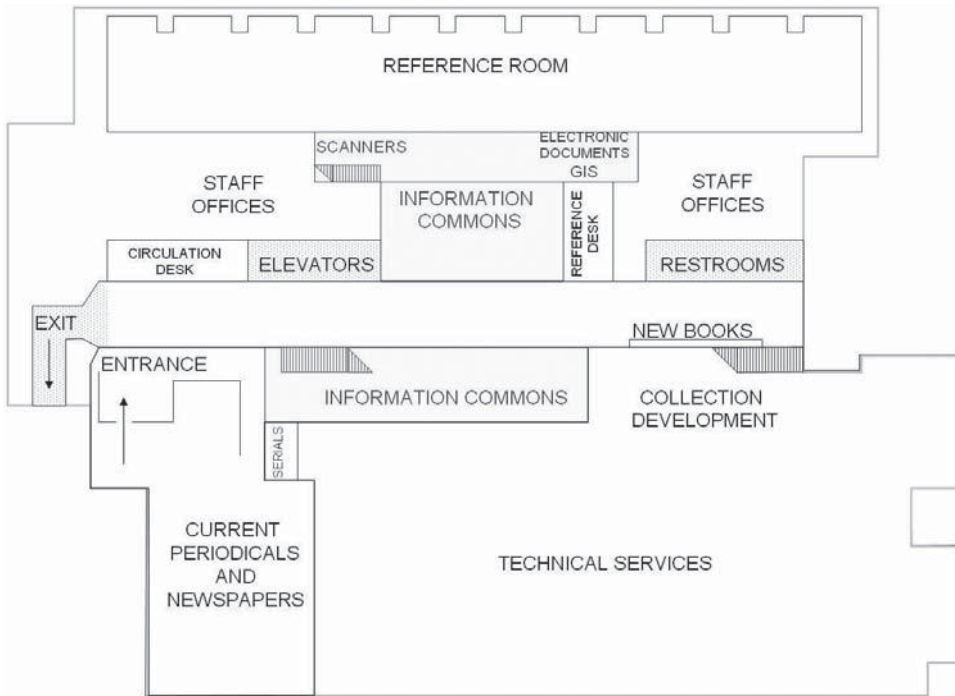 REFERENCE ROOM
SCANNERS
ELECTRONIC
DOCUMENTS
GIS
STAFF
OFFICES
INFORMATION
COMMONS
REFERENCE
DESK
STAFF
OFFICES
CIRCULATION
DESK
ELEVATORS
RESTROOMS
EXIT
NEW BOOKS
ENTRANCE
INFORMATION COMMONS
COLLECTION
DEVELOPMENT
SERIALS
CURRENT
PERIODICALS
AND
NEWSPAPERS
TECHNICAL SERVICES